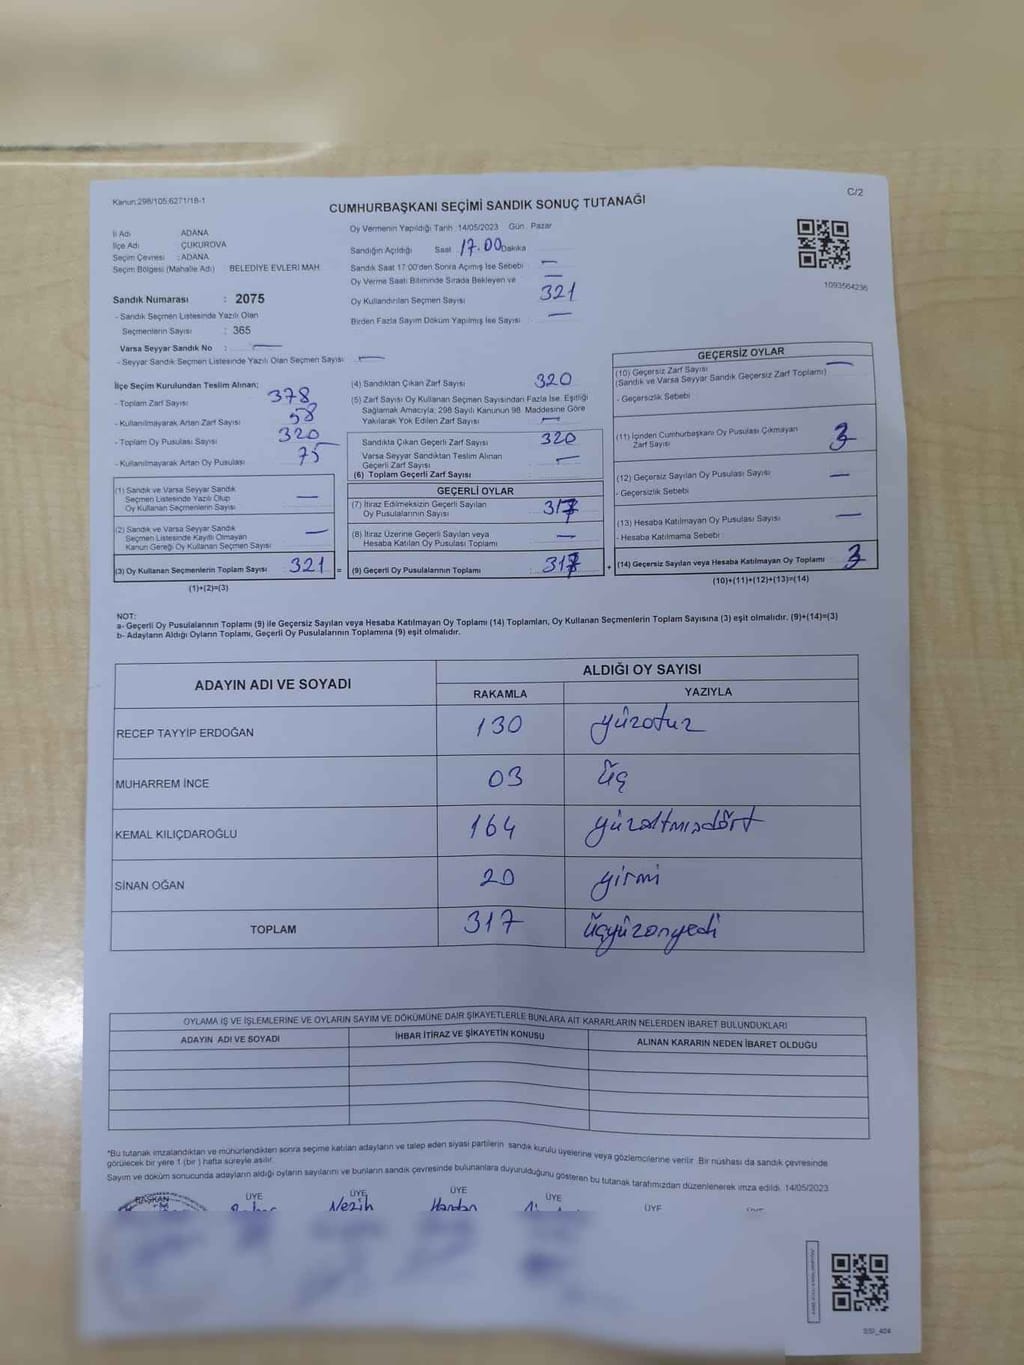 Kanun:298/105,6271/18-1
C/2
CUMHURBAŞKANI SEÇİMİ SANDIK SONUÇ TUTANAĞI
İl Adı ADANA
İlçe Adı ÇUKUROVA
Seçim Çevresi : ADANA
Seçim Bölgesi (Mahalle Adı) BELEDİYE EVLERİ MAH.
Sandık Numarası : 2075
- Sandık Seçmen Listesinde Yazılı Olan
Seçmenlerin Sayısı : 365
Varsa Seyyar Sandık No : —
- Seyyar Sandık Seçmen Listesinde Yazılı Olan Seçmen Sayısı: —
Oy Vermenin Yapıldığı Tarih 14/05/2023 Gün Pazar
Sandığın Açıldığı Saat 17.00 Dakika
Sandık Saat 17.00'den Sonra Açımış İse Sebebi —
Oy Verme Saati Bitiminde Sırada Bekleyen ve —
Oy Kullandırılan Seçmen Sayısı 321
Birden Fazla Sayım Döküm Yapılmış İse Sayısı —
1093564236
İlçe Seçim Kurulundan Teslim Alınan:
- Toplam Zarf Sayısı 378
- Kullanılmayarak Artan Zarf Sayısı 58
- Toplam Oy Pusulası Sayısı 320
- Kullanılmayarak Artan Oy Pusulası 75
(1) Sandık ve Varsa Seyyar Sandık
Seçmen Listesinde Yazılı Olup
Oy Kullanan Seçmenlerin Sayısı —
(2) Sandık ve Varsa Seyyar Sandık
Seçmen Listesinde Kayıtlı Olmayan
Kanun Gereği Oy Kullanan Seçmen Sayısı —
(3) Oy Kullanan Seçmenlerin Toplam Sayısı 321 =
(1)+(2)=(3)
(4) Sandıktan Çıkan Zarf Sayısı 320
(5) Zarf Sayısı Oy Kullanan Seçmen Sayısından Fazla İse, Eşitliği
Sağlamak Amacıyla; 298 Sayılı Kanunun 98. Maddesine Göre
Yakılarak Yok Edilen Zarf Sayısı —
Sandıkta Çıkan Geçerli Zarf Sayısı 320
Varsa Seyyar Sandıktan Teslim Alınan
Geçerli Zarf Sayısı —
(6) Toplam Geçerli Zarf Sayısı
GEÇERLİ OYLAR
(7) İtiraz Edilmeksizin Geçerli Sayılan
Oy Pusulalarının Sayısı 317
(8) İtiraz Üzerine Geçerli Sayılan veya
Hesaba Katılan Oy Pusulası Toplamı —
(9) Geçerli Oy Pusulalarının Toplamı 317 +
GEÇERSİZ OYLAR
(10) Geçersiz Zarf Sayısı —
(Sandık ve Varsa Seyyar Sandık Geçersiz Zarf Toplamı)
- Geçersizlik Sebebi
(11) İçinden Cumhurbaşkanı Oy Pusulası Çıkmayan
Zarf Sayısı 3
(12) Geçersiz Sayılan Oy Pusulası Sayısı —
- Geçersizlik Sebebi
(13) Hesaba Katılmayan Oy Pusulası Sayısı —
- Hesaba Katılmama Sebebi
(14) Geçersiz Sayılan veya Hesaba Katılmayan Oy Toplamı 3
(10)+(11)+(12)+(13)=(14)
NOT:
a- Geçerli Oy Pusulalarının Toplamı (9) ile Geçersiz Sayılan veya Hesaba Katılmayan Oy Toplamı (14) Toplamları, Oy Kullanan Seçmenlerin Toplam Sayısına (3) eşit olmalıdır. (9)+(14)=(3)
b- Adayların Aldığı Oyların Toplamı, Geçerli Oy Pusulalarının Toplamına (9) eşit olmalıdır.
ADAYIN ADI VE SOYADI
ALDIĞI OY SAYISI
RAKAMLA YAZIYLA
RECEP TAYYİP ERDOĞAN 130 yüzotuz
MUHARREM İNCE 03 üç
KEMAL KILIÇDAROĞLU 164 yüzaltmışdört
SİNAN OĞAN 20 yirmi
TOPLAM 317 üçyüzonyedi
OYLAMA İŞ VE İŞLEMLERİNE VE OYLARIN SAYIM VE DÖKÜMÜNE DAİR ŞİKAYETLERLE BUNLARA AİT KARARLARIN NELERDEN İBARET BULUNDUKLARI
ADAYIN ADI VE SOYADI İHBAR İTİRAZ VE ŞİKAYETİN KONUSU ALINAN KARARIN NEDEN İBARET OLDUĞU
*Bu tutanak imzalandıktan ve mühürlendikten sonra seçime katılan adayların ve talep eden siyasi partilerin sandık kurulu üyelerine veya gözlemcilerine verilir. Bir nüshası da sandık çevresinde
görülecek bir yere 1 (bir ) hafta süreyle asılır.
Sayım ve döküm sonucunda adayların aldığı oyların sayılarını ve bunların sandık çevresinde bulunanlara duyurulduğunu gösteren bu tutanak tarafımızdan düzenlenerek imza edildi. 14/05/2023
BAŞKAN ÜYE ÜYE ÜYE ÜYE ÜYE
Nezih Handan
SSI_404